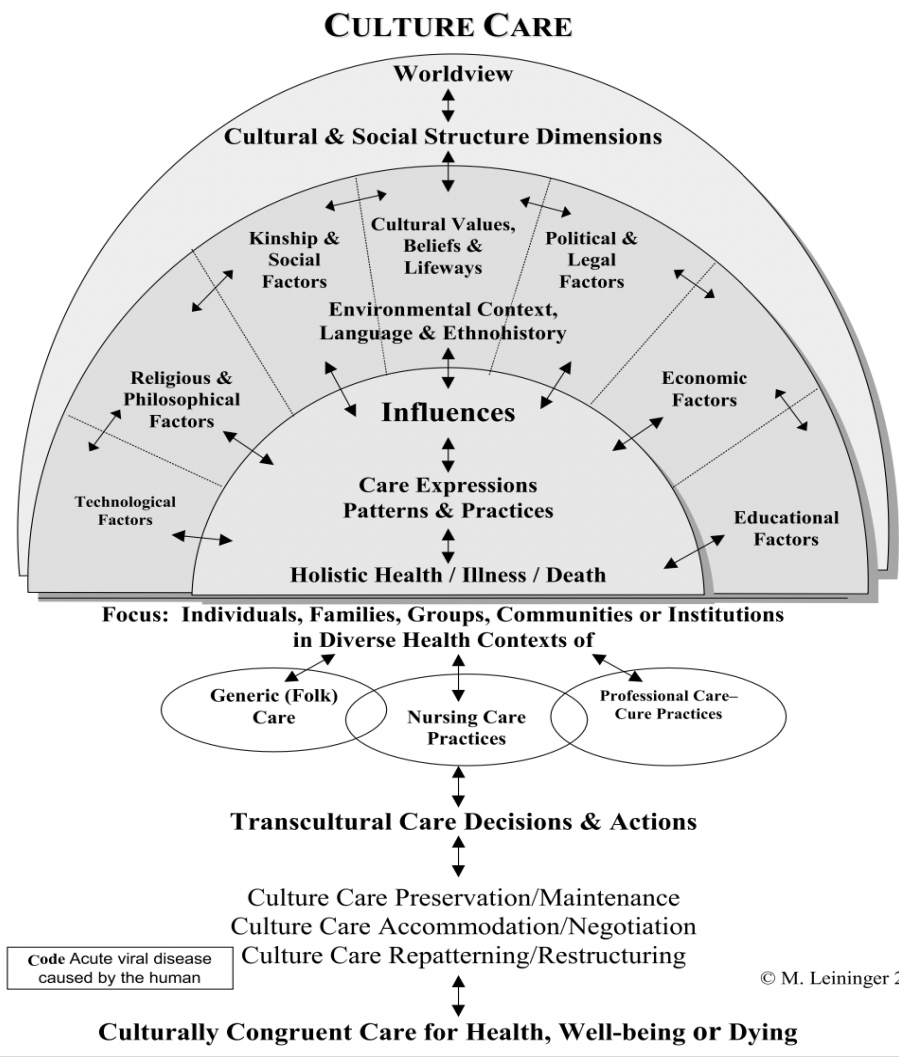 CULTURE CARE
Worldview
Cultural & Social Structure Dimensions
Kinship &
Social
Factors
Cultural Values,
Beliefs &
Lifeways
Political &
Legal
Factors
Environmental Context,
Language & Ethnohistory
Religious &
Philosophical
Factors
Economic
Factors
Technological
Factors
Educational
Factors
Influences
Care Expressions
Patterns & Practices
Holistic Health / Illness / Death
Focus: Individuals, Families, Groups, Communities or Institutions
in Diverse Health Contexts of
Generic (Folk)
Care
Nursing Care
Practices
Professional Care–
Cure Practices
Transcultural Care Decisions & Actions
Culture Care Preservation/Maintenance
Culture Care Accommodation/Negotiation
Culture Care Repatterning/Restructuring
Code Acute viral disease
caused by the human
© M. Leininger 2
Culturally Congruent Care for Health, Well-being or Dying